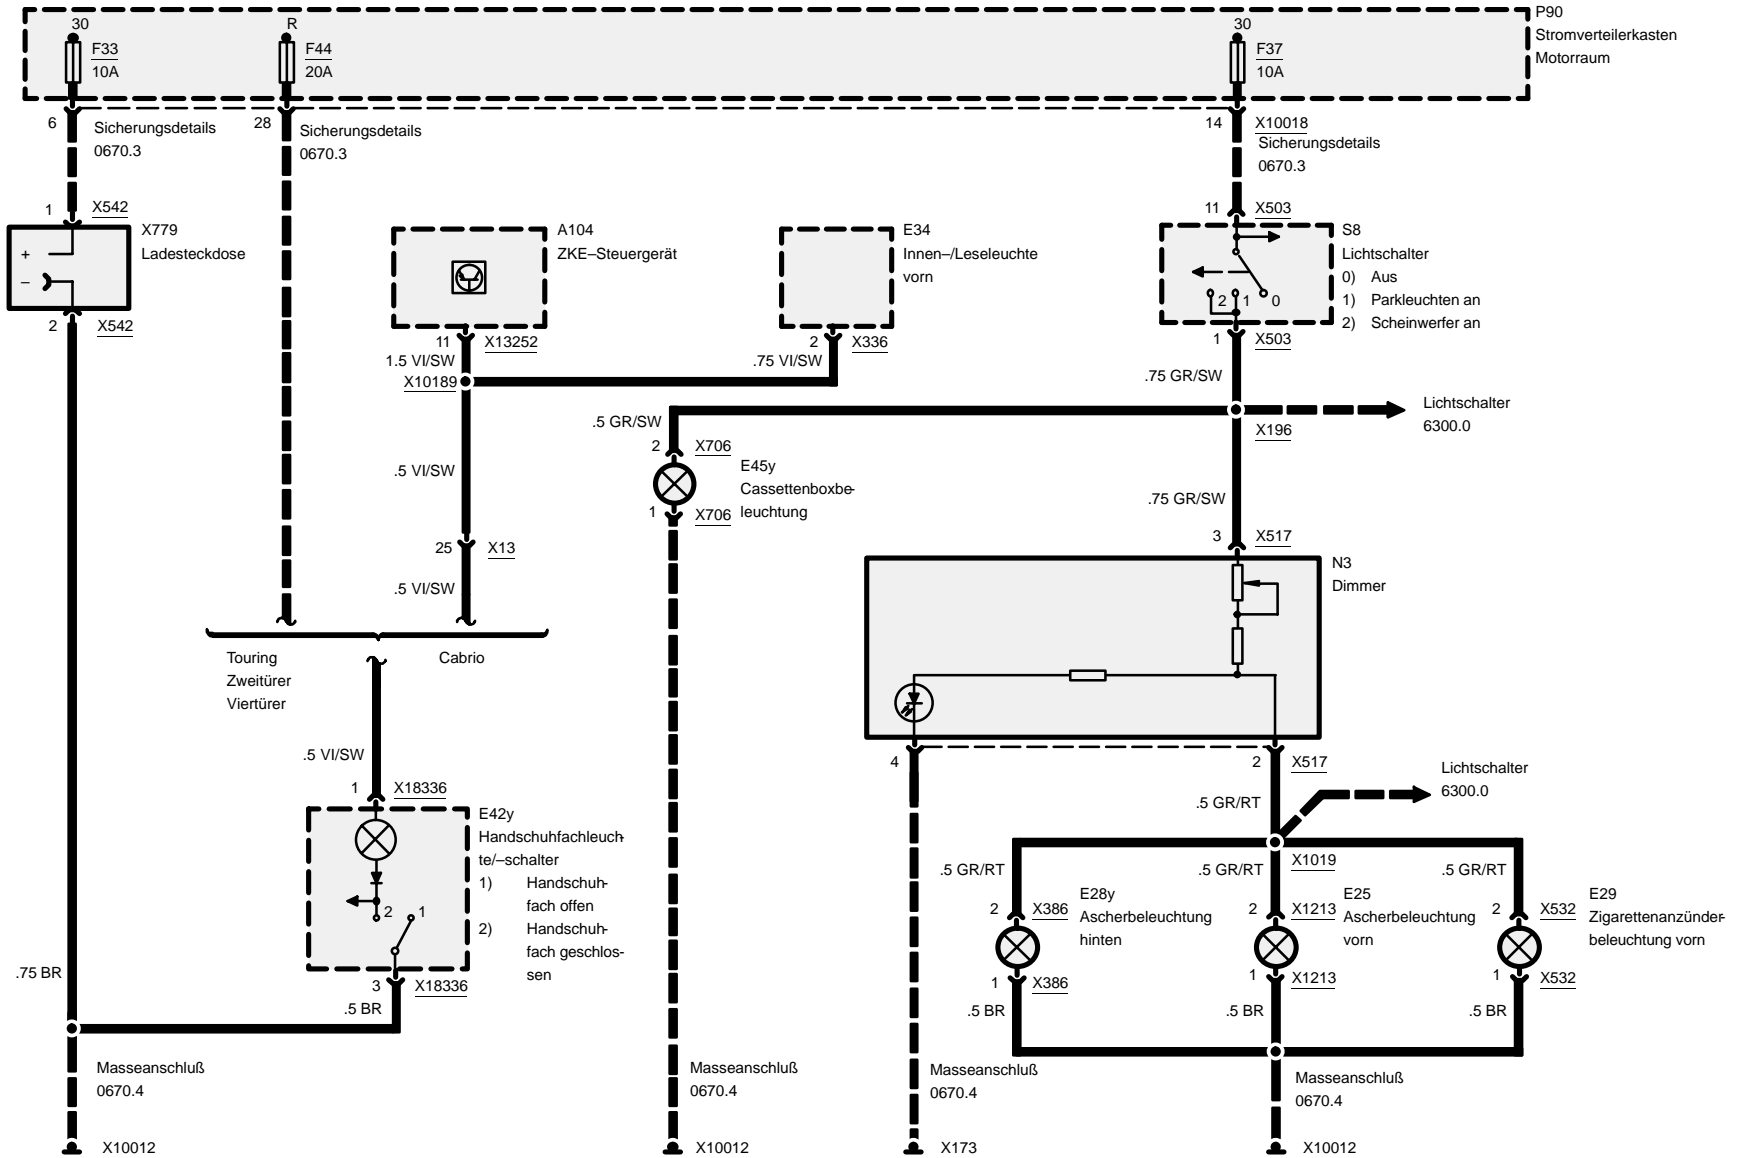 30
R
30
P90
Stromverteilerkasten
Motorraum
F33
10A
F44
20A
F37
10A
6
Sicherungsdetails
0670.3
28
Sicherungsdetails
0670.3
14
X10018
Sicherungsdetails
0670.3
1
X542
X779
Ladesteckdose
+
–
2
X542
A104
ZKE–Steuergerät
11
X13252
1.5 VI/SW
X10189
E34
Innen–/Leseleuchte
vorn
2
X336
.75 VI/SW
11
X503
S8
Lichtschalter
0) Aus
1) Parkleuchten an
2) Scheinwerfer an
2
1
0
1
X503
.75 GR/SW
Lichtschalter
6300.0
X196
.5 GR/SW
2
X706
E45y
Cassettenboxbe-
leuchtung
1
X706
.5 VI/SW
25
X13
.5 VI/SW
.75 GR/SW
3
X517
N3
Dimmer
Touring
Zweitürer
Viertürer
Cabrio
.5 VI/SW
1
X18336
E42y
Handschuhfachleuch-
te/–schalter
1) Handschuh-
fach offen
2) Handschuh-
fach geschlos-
sen
2
1
3
X18336
.5 BR
.75 BR
4
2
X517
.5 GR/RT
Lichtschalter
6300.0
X1019
.5 GR/RT
.5 GR/RT
.5 GR/RT
2
X386
E28y
Ascherbeleuchtung
hinten
1
X386
.5 BR
2
X1213
E25
Ascherbeleuchtung
vorn
1
X1213
.5 BR
2
X532
E29
Zigarettenanzünder-
beleuchtung vorn
1
X532
.5 BR
Masseanschluß
0670.4
X10012
Masseanschluß
0670.4
X10012
Masseanschluß
0670.4
X173
Masseanschluß
0670.4
X10012